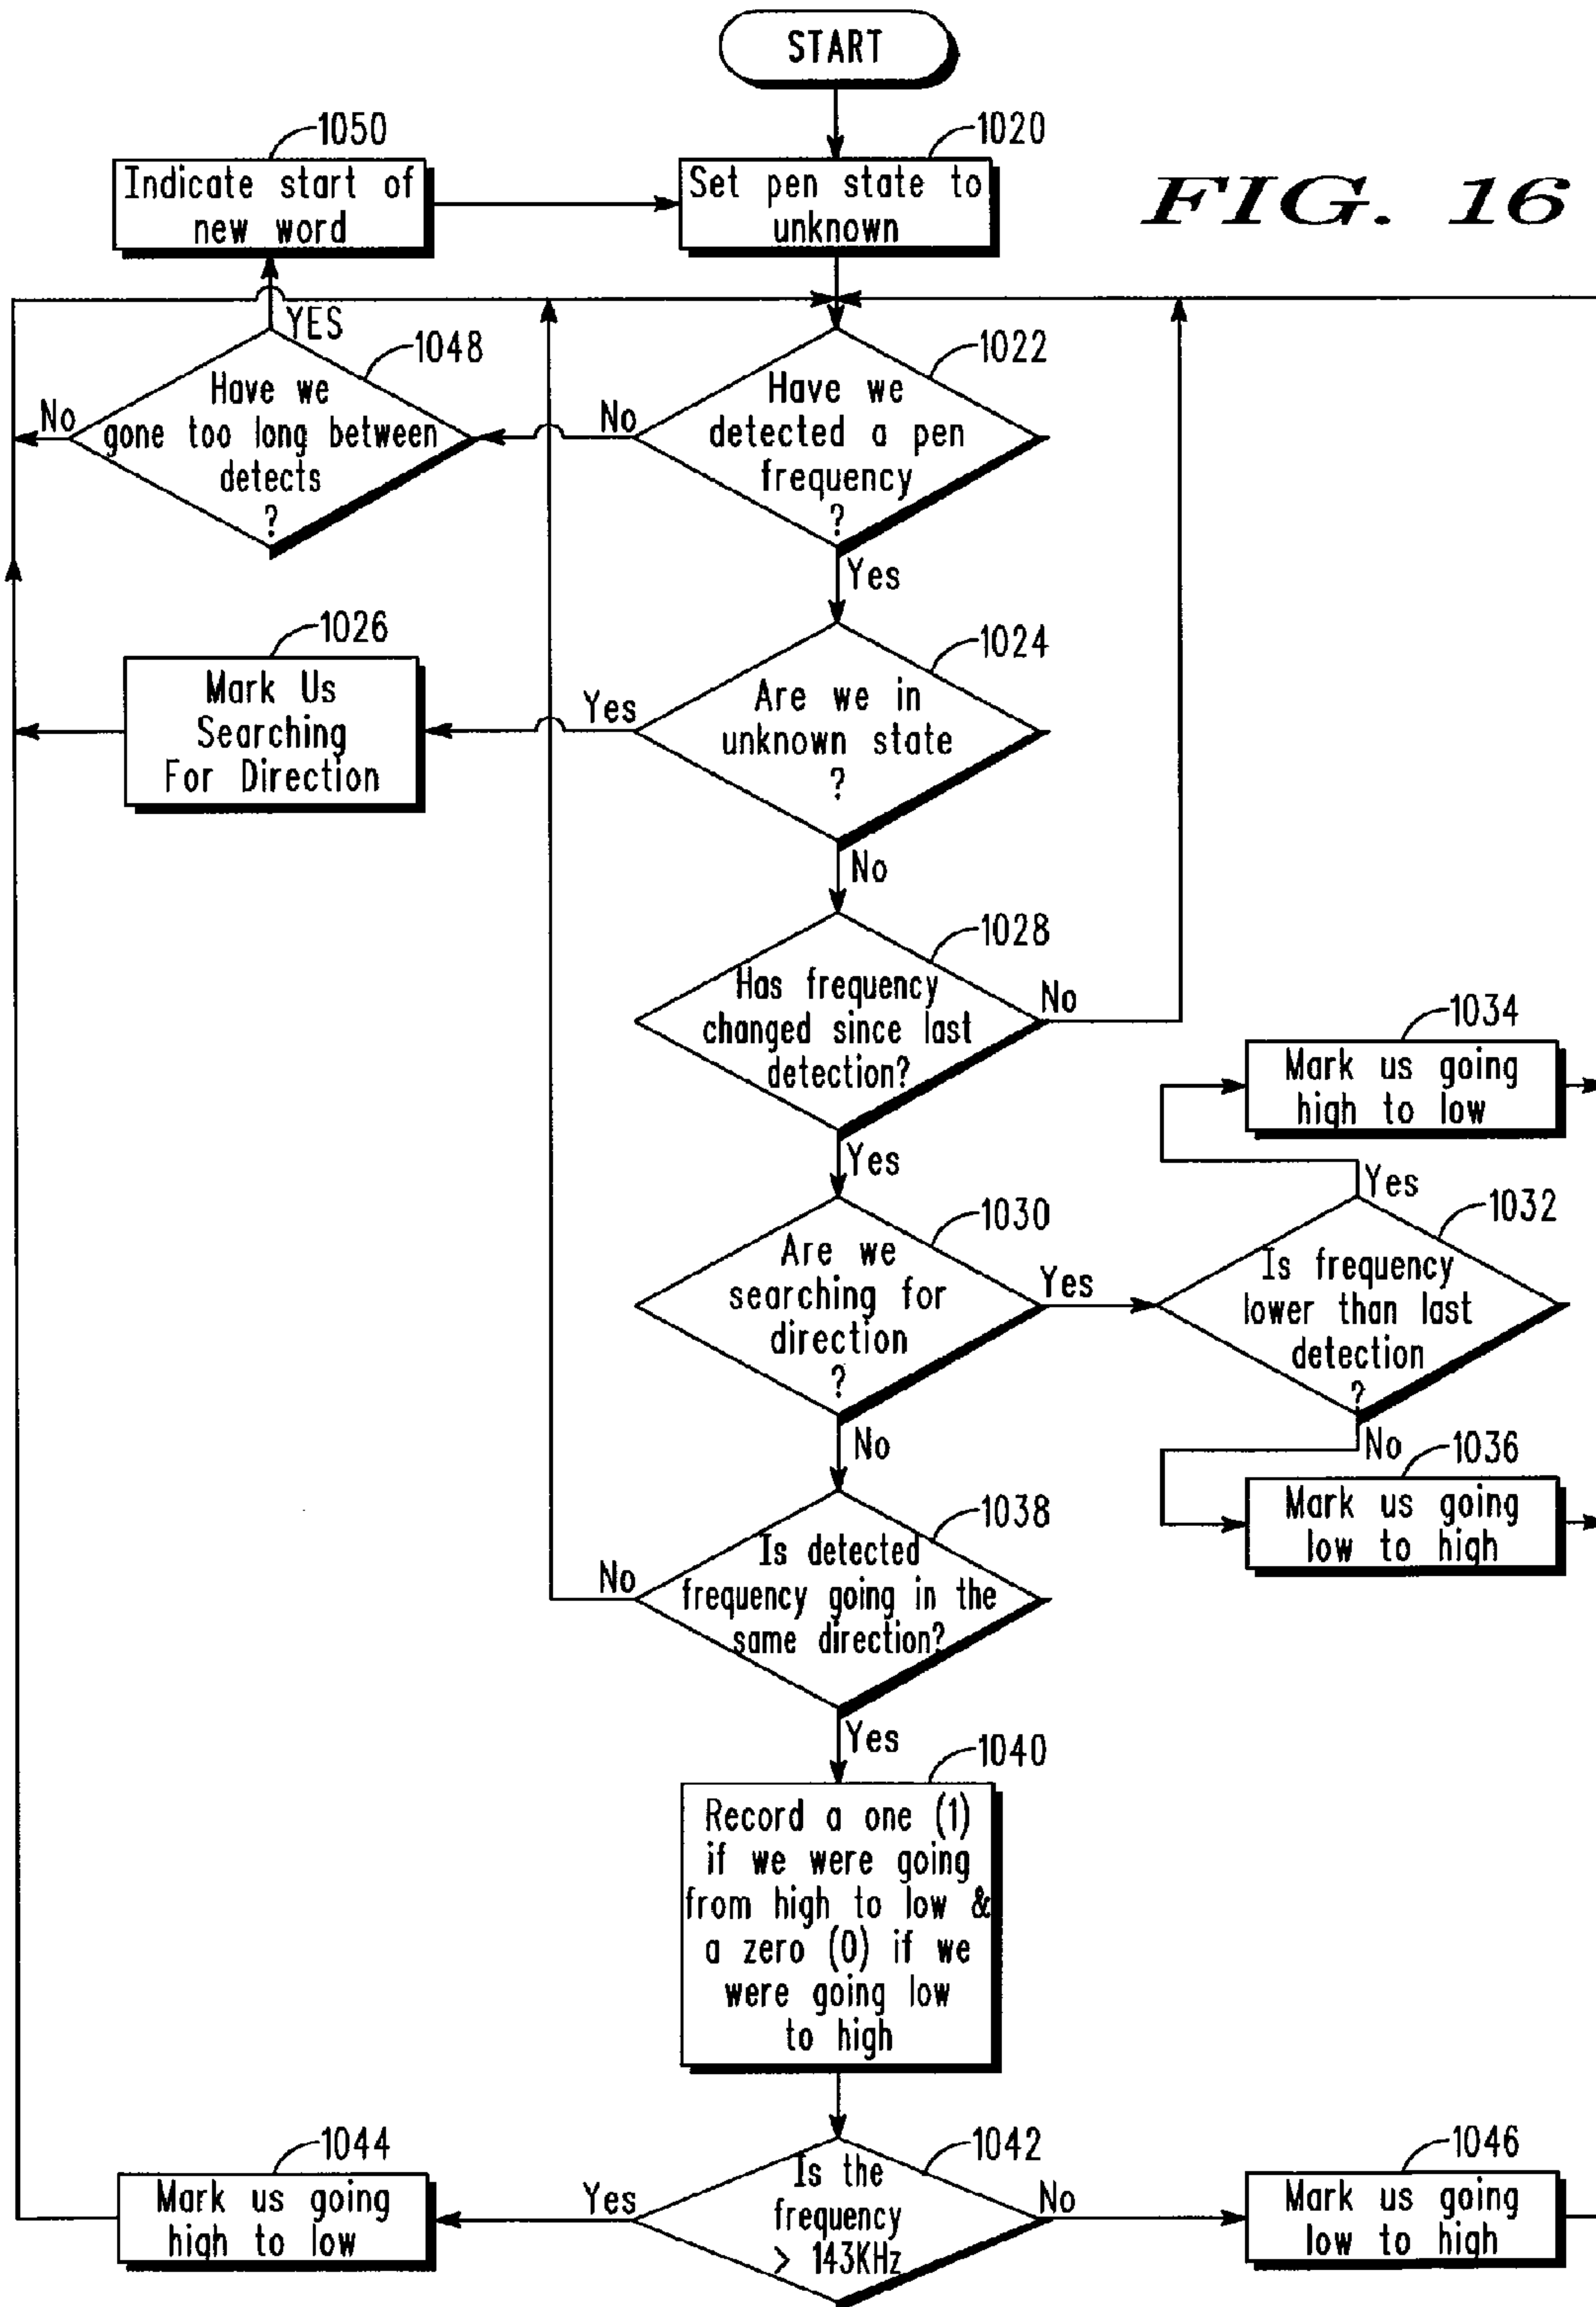 START
1050
1020
Indicate start of
new word
Set pen state to
unknown
FIG. 16
YES
1048
1022
Have we
gone too long between
detects
?
No
No
Have we
detected a pen
frequency
?
Yes
1026
1024
Mark Us
Searching
For Direction
Yes
Are we in
unknown state
?
No
1028
Has frequency
changed since last
detection?
No
1034
Mark us going
high to low
Yes
Yes
1030
1032
Are we
searching for
direction
?
Yes
Is frequency
lower than last
detection
?
No
No
1036
Mark us going
low to high
1038
Is detected
frequency going in the
same direction?
No
Yes
1040
Record a one (1)
if we were going
from high to low &
a zero (0) if we
were going low
to high
1044
1042
1046
Mark us going
high to low
Yes
Is the
frequency
> 143KHz
No
Mark us going
low to high